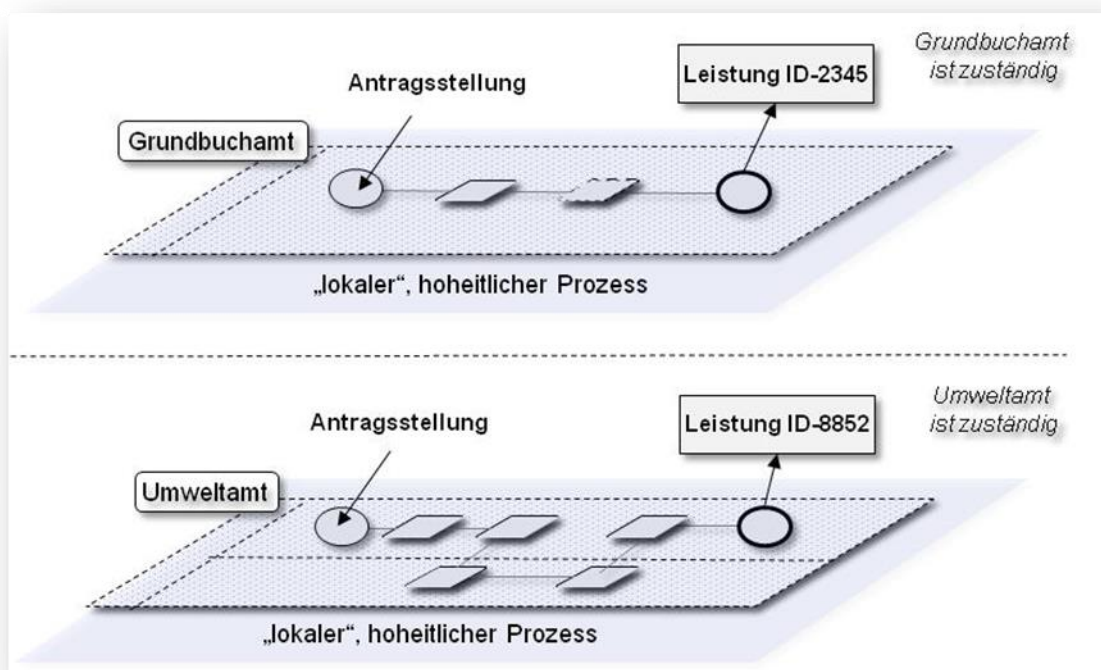 Grundbuchamt
ist zuständig
Leistung ID-2345
Antragsstellung
Grundbuchamt
„lokaler“, hoheitlicher Prozess
Umweltamt
ist zuständig
Leistung ID-8852
Antragsstellung
Umweltamt
„lokaler“, hoheitlicher Prozess